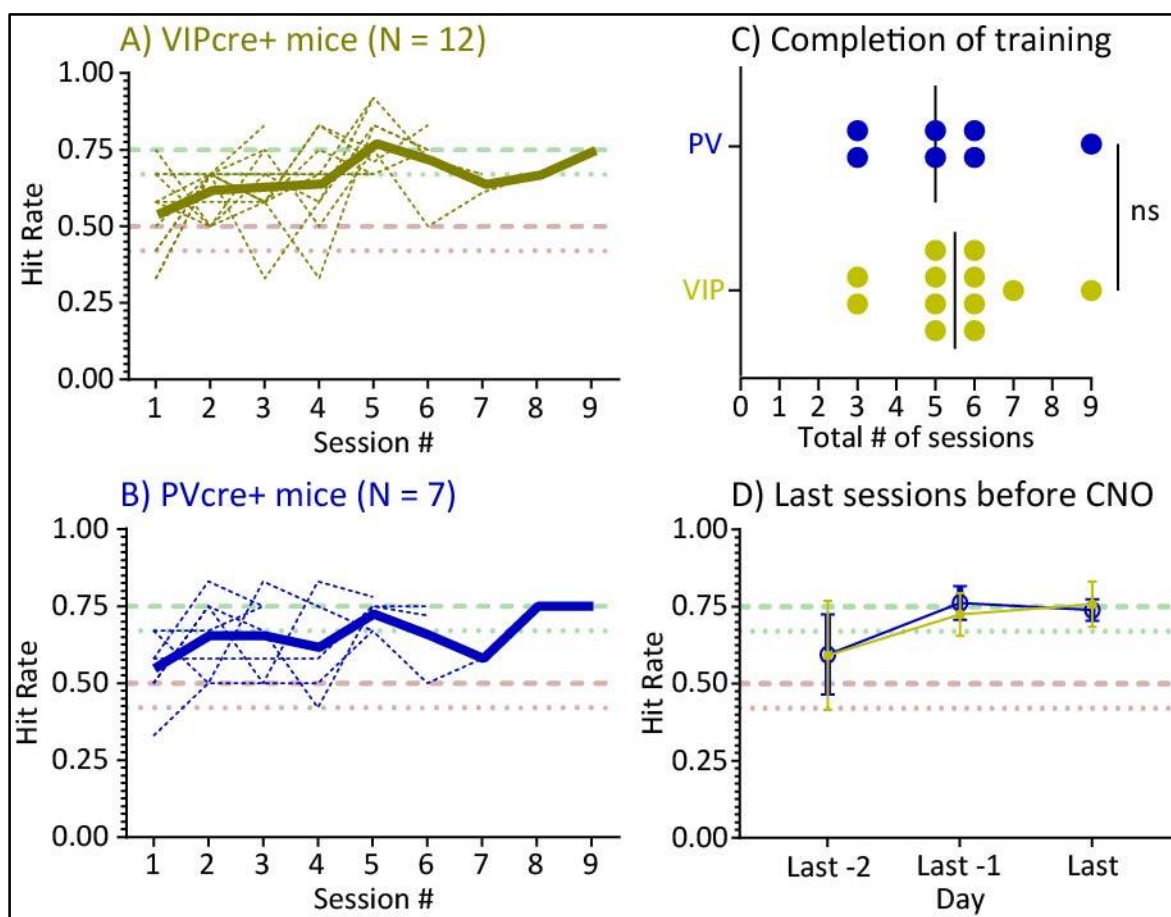 A) VIPcre+ mice (N = 12)
1.00
0.75
0.50
0.25
0.00
Hit Rate
1 2 3 4 5 6 7 8 9
Session #
C) Completion of training
PV
VIP
ns
0 1 2 3 4 5 6 7 8 9
Total # of sessions
B) PVcre+ mice (N = 7)
1.00
0.75
0.50
0.25
0.00
Hit Rate
1 2 3 4 5 6 7 8 9
Session #
D) Last sessions before CNO
1.00
0.75
0.50
0.25
0.00
Hit Rate
Last -2 Last -1 Last
Day